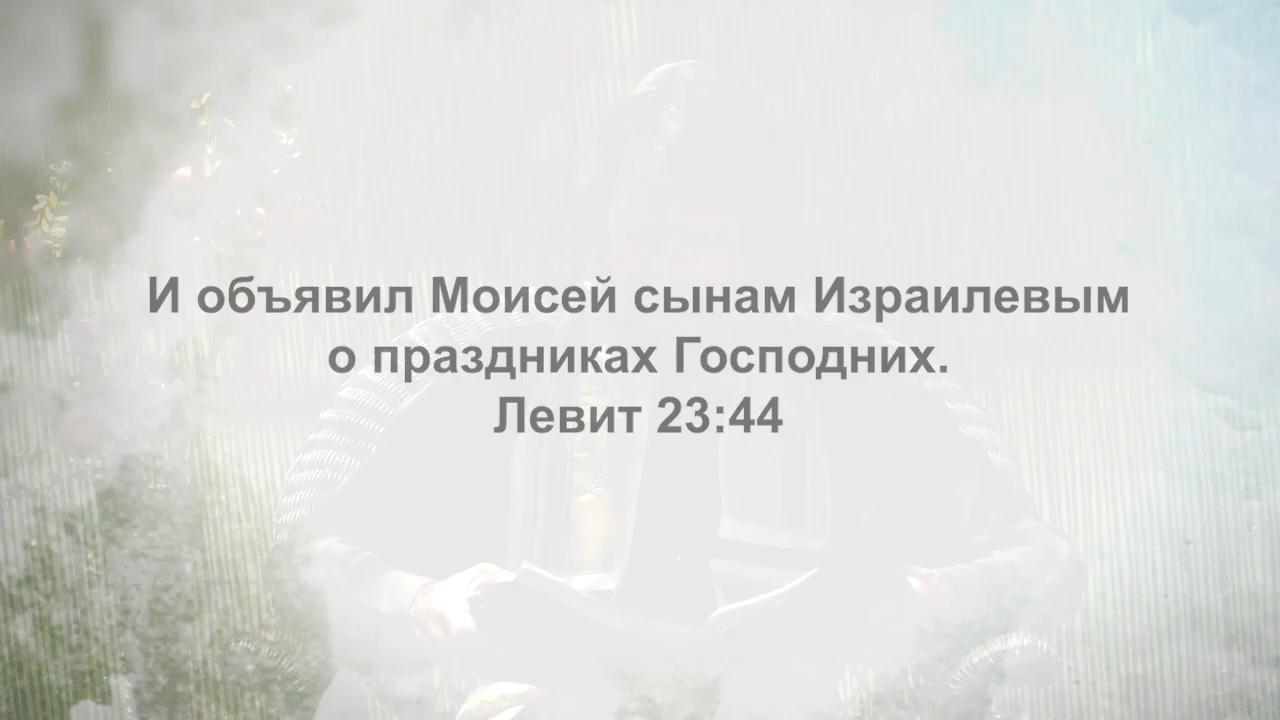 И объявил Моисей сынам Израилевым
о праздниках Господних.
Левит 23:44